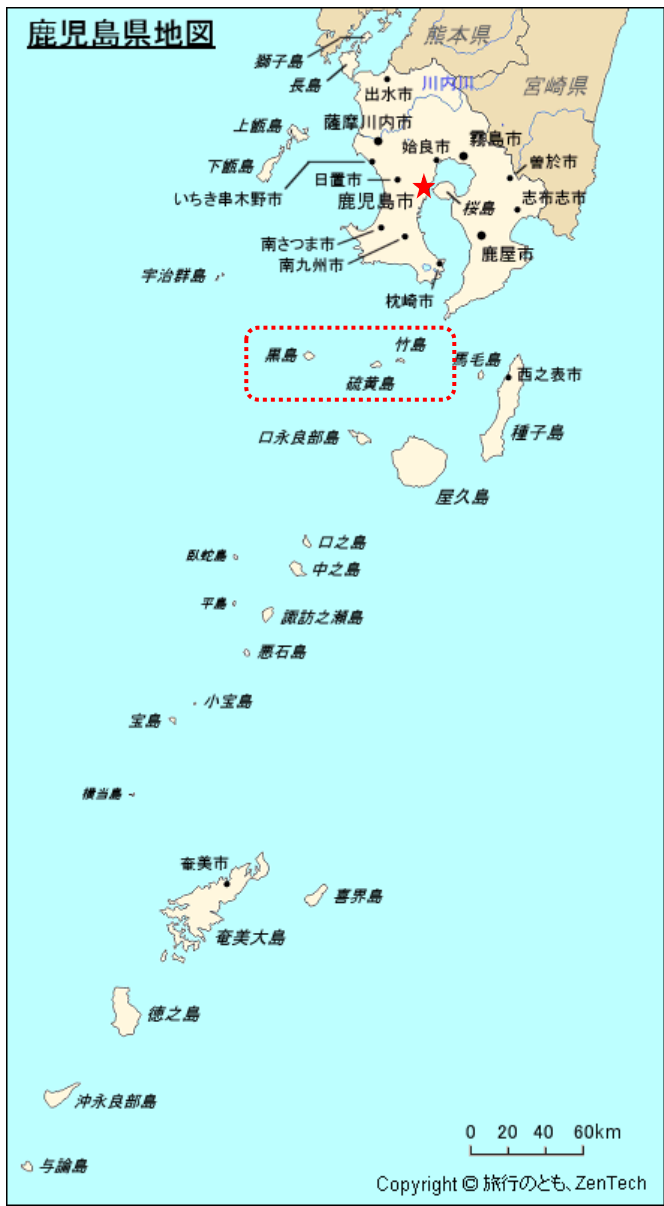 鹿児島県地図
熊本県
獅子島
長島
宮崎県
川内川
出水市
薩摩川内市
上甑島
霧島市
姶良市
曽於市
下甑島
日置市
いちき串木野市
鹿児島市
桜島
志布志市
南さつま市
南九州市
鹿屋市
宇治群島
枕崎市
黒島
竹島
馬毛島
硫黄島
西之表市
口永良部島
種子島
屋久島
口之島
臥蛇島
中之島
平島
諏訪之瀬島
悪石島
小宝島
宝島
横当島
奄美市
喜界島
奄美大島
徳之島
沖永良部島
0 20 40 60km
与論島
Copyright © 旅行のとも、ZenTech